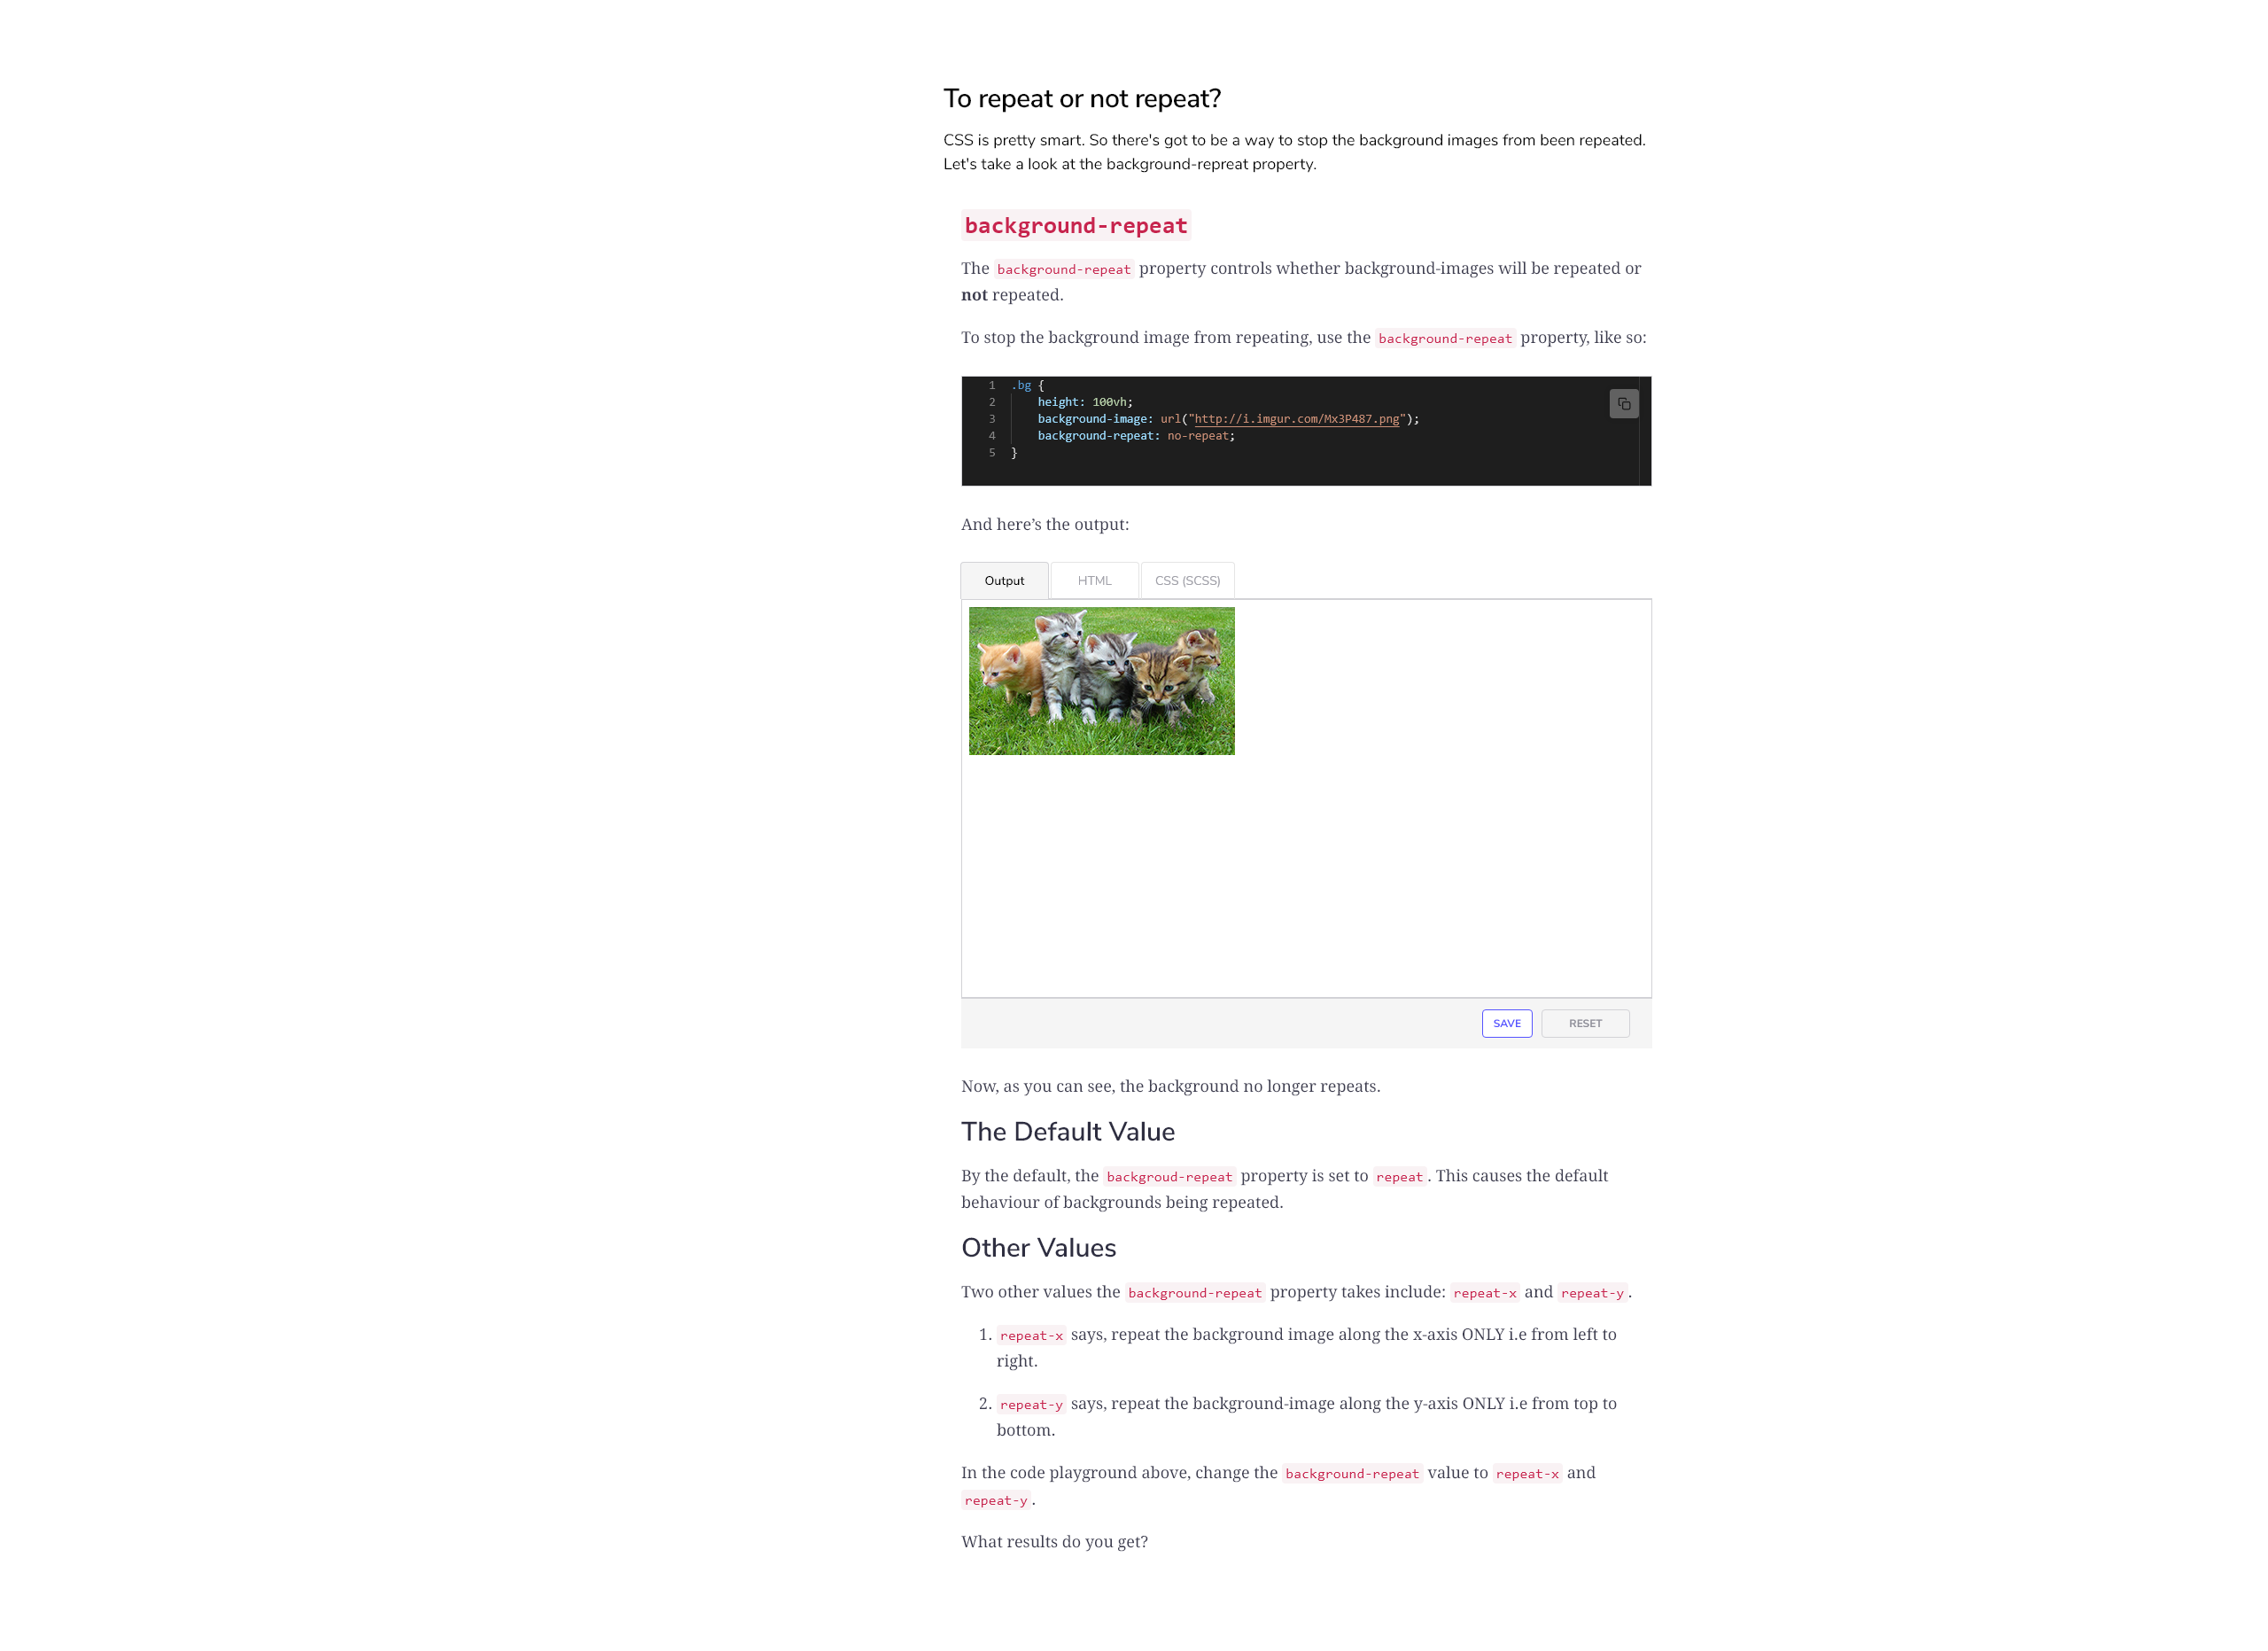 To repeat or not repeat?
CSS is pretty smart. So there's got to be a way to stop the background images from been repeated.
Let's take a look at the background-repreat property.
background-repeat
The background-repeat property controls whether background-images will be repeated or
not repeated.
To stop the background image from repeating, use the background-repeat property, like so:
1 .bg {
2 height: 100vh;
3 background-image: url("http://i.imgur.com/Mx3P487.png");
4 background-repeat: no-repeat;
5 }
And here’s the output:
Output HTML CSS (SCSS)
SAVE RESET
Now, as you can see, the background no longer repeats.
The Default Value
By the default, the backgroud-repeat property is set to repeat. This causes the default
behaviour of backgrounds being repeated.
Other Values
Two other values the background-repeat property takes include: repeat-x and repeat-y.
1. repeat-x says, repeat the background image along the x-axis ONLY i.e from left to
right.
2. repeat-y says, repeat the background-image along the y-axis ONLY i.e from top to
bottom.
In the code playground above, change the background-repeat value to repeat-x and
repeat-y.
What results do you get?